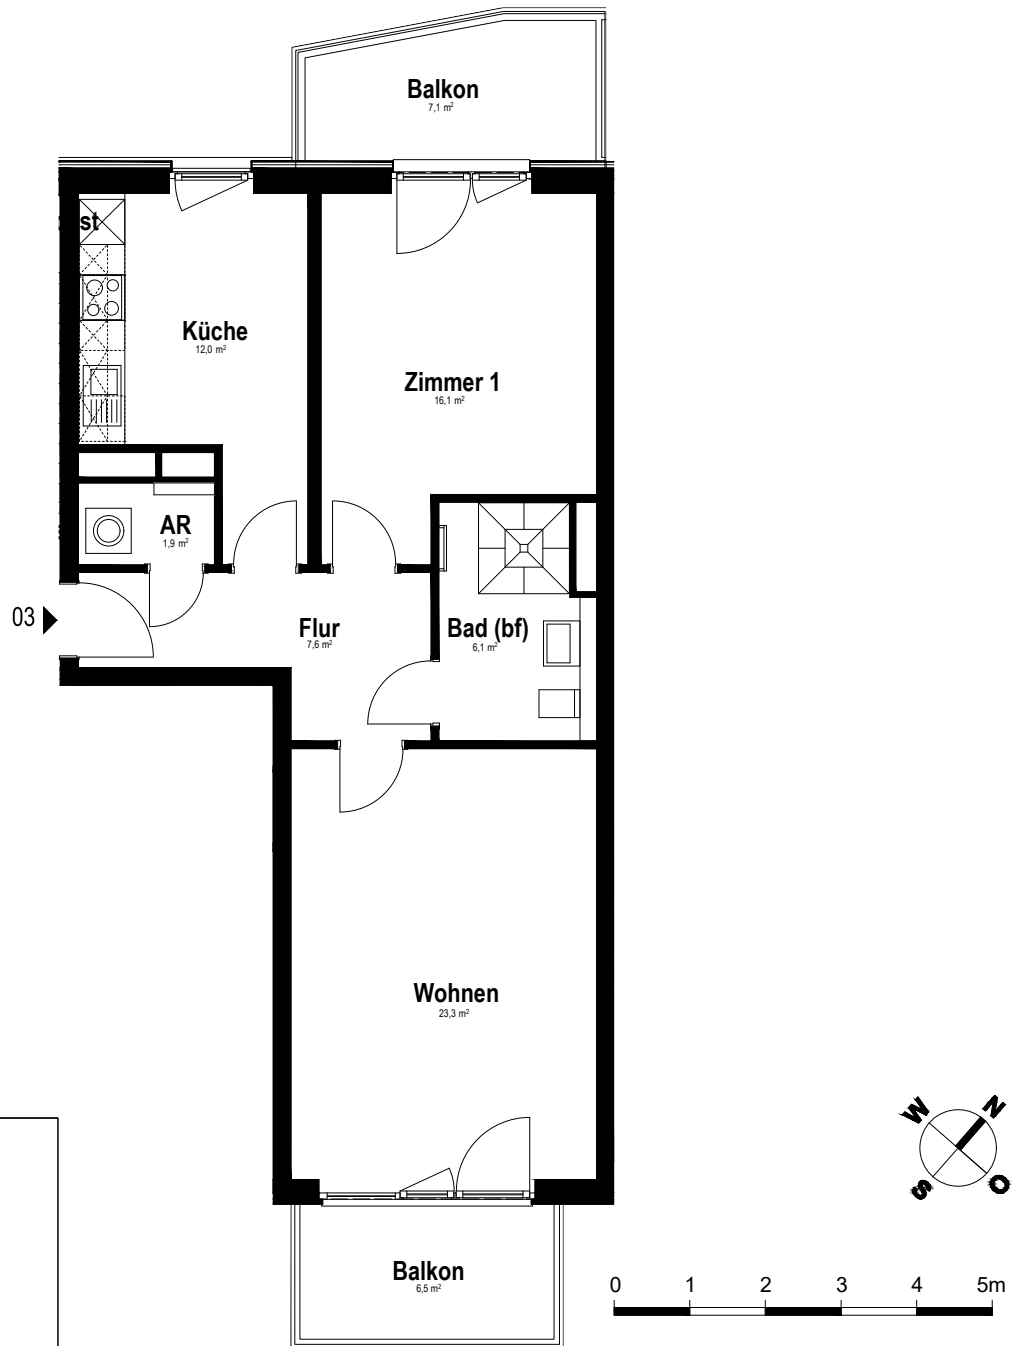 Balkon
7,1 m²
st
Küche
12,0 m²
Zimmer 1
16,1 m²
AR
1,9 m²
03
Flur
7,6 m²
Bad (bf)
6,1 m²
Wohnen
23,3 m²
W
N
S
O
Balkon
6,5 m²
0 1 2 3 4 5m